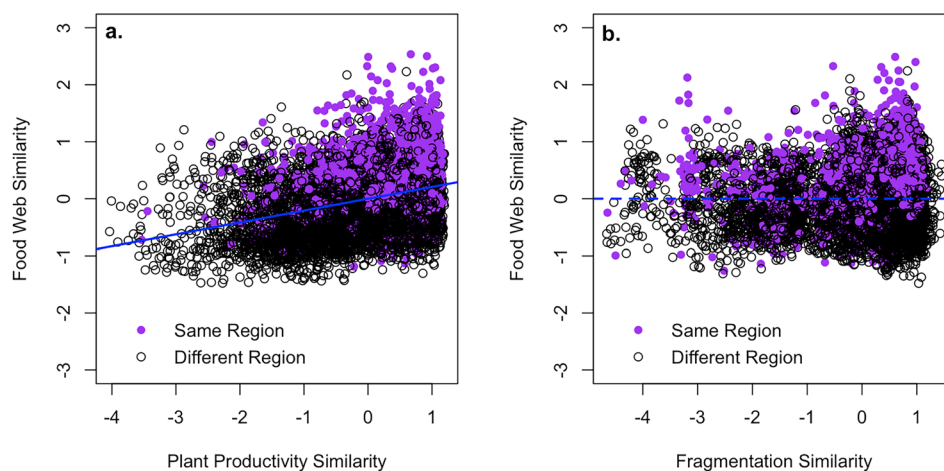 a.
3
2
1
0
-1
-2
-3
Food Web Similarity
Same Region
Different Region
-4 -3 -2 -1 0 1
Plant Productivity Similarity
b.
3
2
1
0
-1
-2
-3
Food Web Similarity
Same Region
Different Region
-4 -3 -2 -1 0 1
Fragmentation Similarity